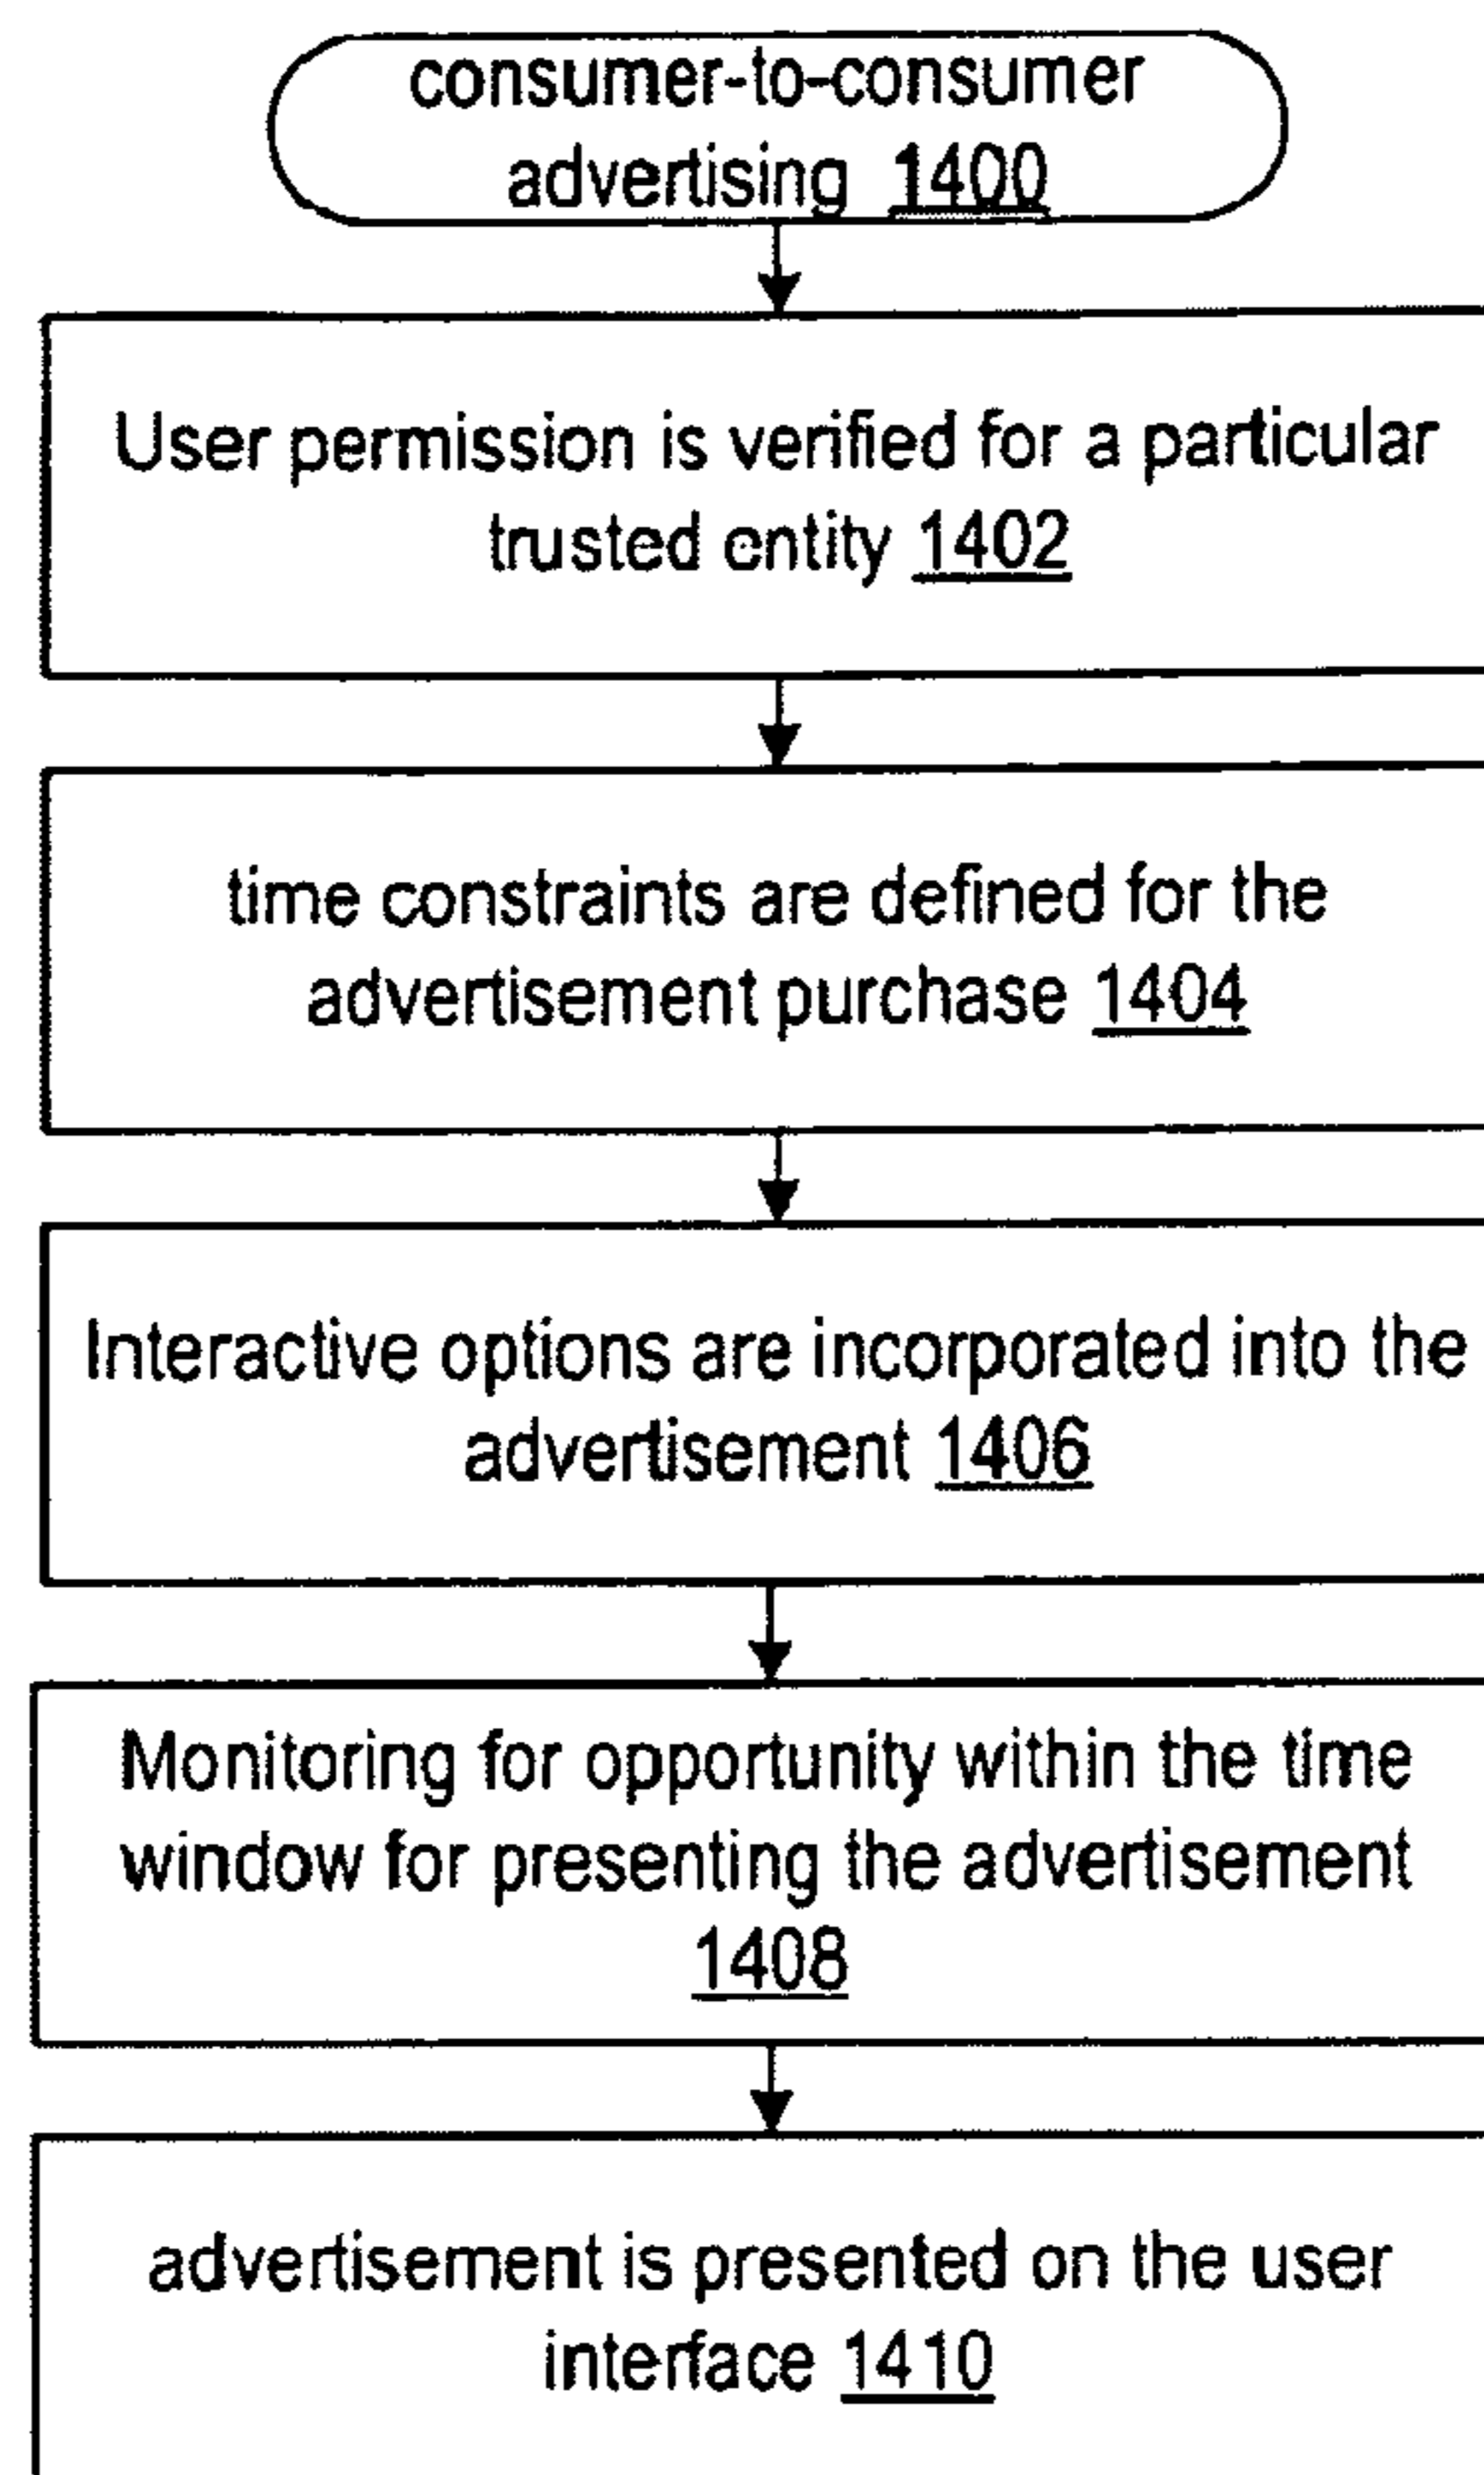 consumer-to-consumer
advertising 1400
User permission is verified for a particular
trusted entity 1402
time constraints are defined for the
advertisement purchase 1404
Interactive options are incorporated into the
advertisement 1406
Monitoring for opportunity within the time
window for presenting the advertisement
1408
advertisement is presented on the user
interface 1410